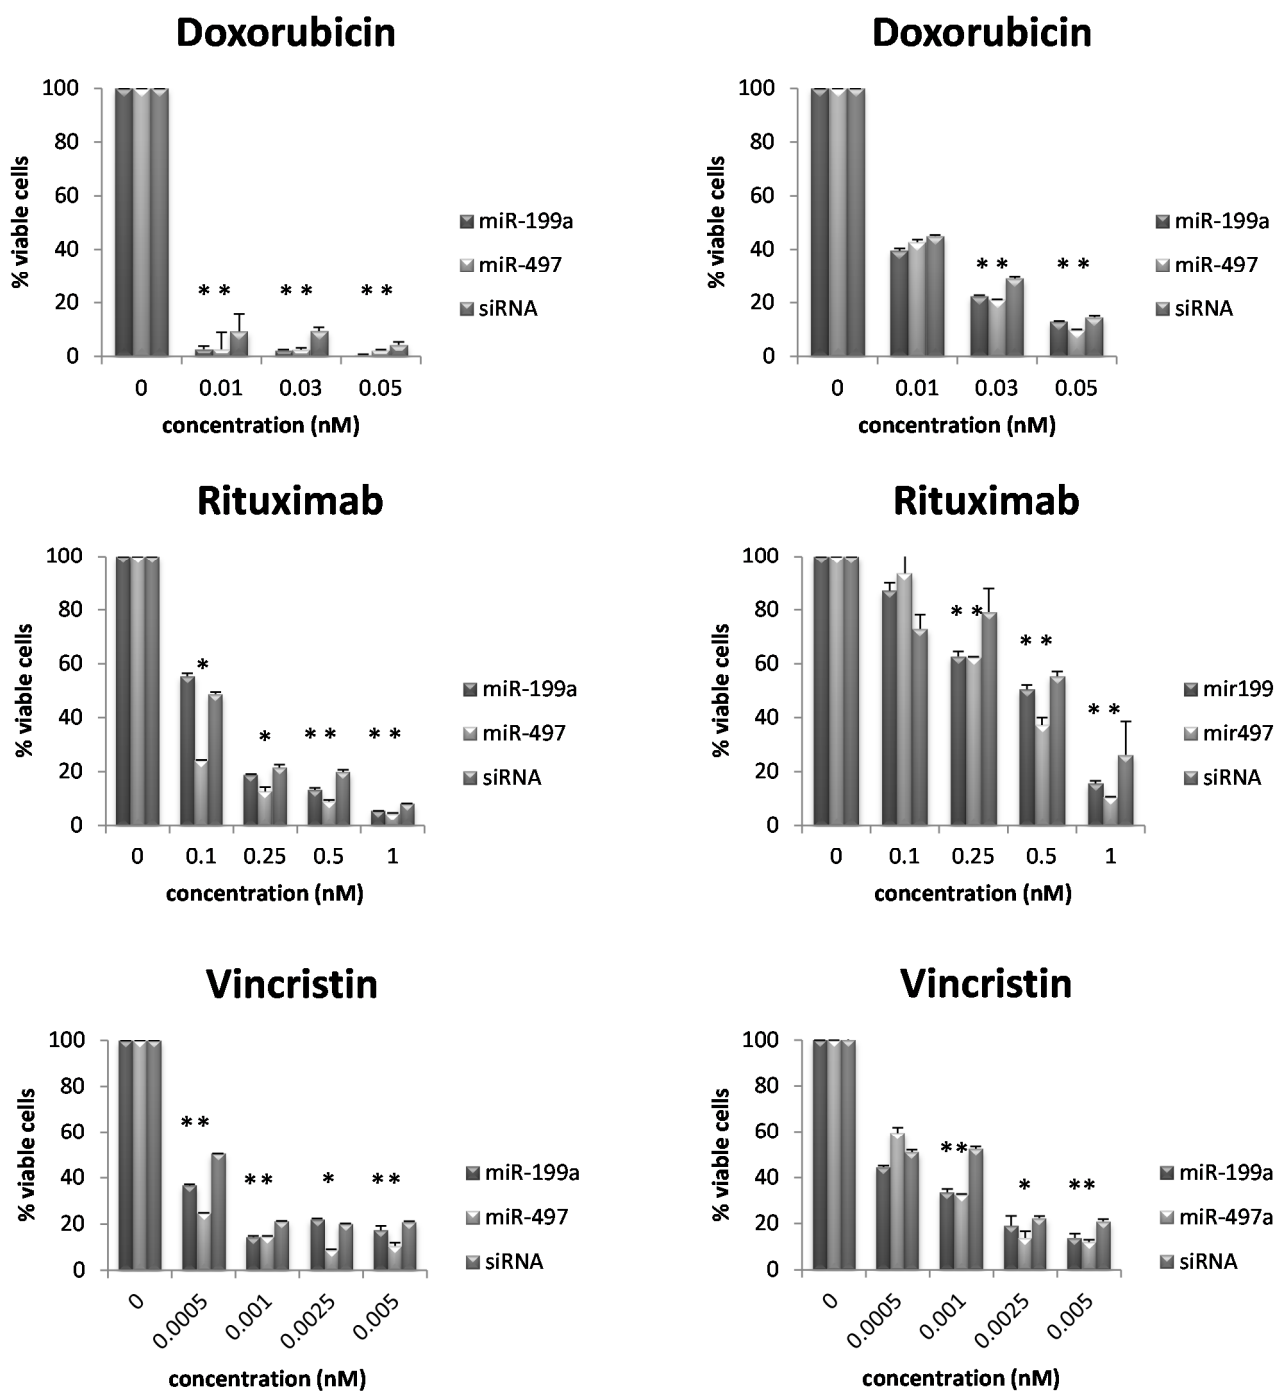 Doxorubicin
% viable cells
100
80
60
40
20
0
* * * * * *
0 0.01 0.03 0.05
concentration (nM)
miR-199a
miR-497
siRNA
Doxorubicin
% viable cells
100
80
60
40
20
0
* * * *
0 0.01 0.03 0.05
concentration (nM)
miR-199a
miR-497
siRNA
Rituximab
% viable cells
100
80
60
40
20
0
* * * * * *
0 0.1 0.25 0.5 1
concentration (nM)
miR-199a
miR-497
siRNA
Rituximab
% viable cells
100
80
60
40
20
0
* * * * * *
0 0.1 0.25 0.5 1
concentration (nM)
mir199
mir497
siRNA
Vincristin
% viable cells
100
80
60
40
20
0
** ** * **
0 0.0005 0.001 0.0025 0.005
concentration (nM)
miR-199a
miR-497
siRNA
Vincristin
% viable cells
100
80
60
40
20
0
** * **
0 0.0005 0.001 0.0025 0.005
concentration (nM)
miR-199a
miR-497a
siRNA